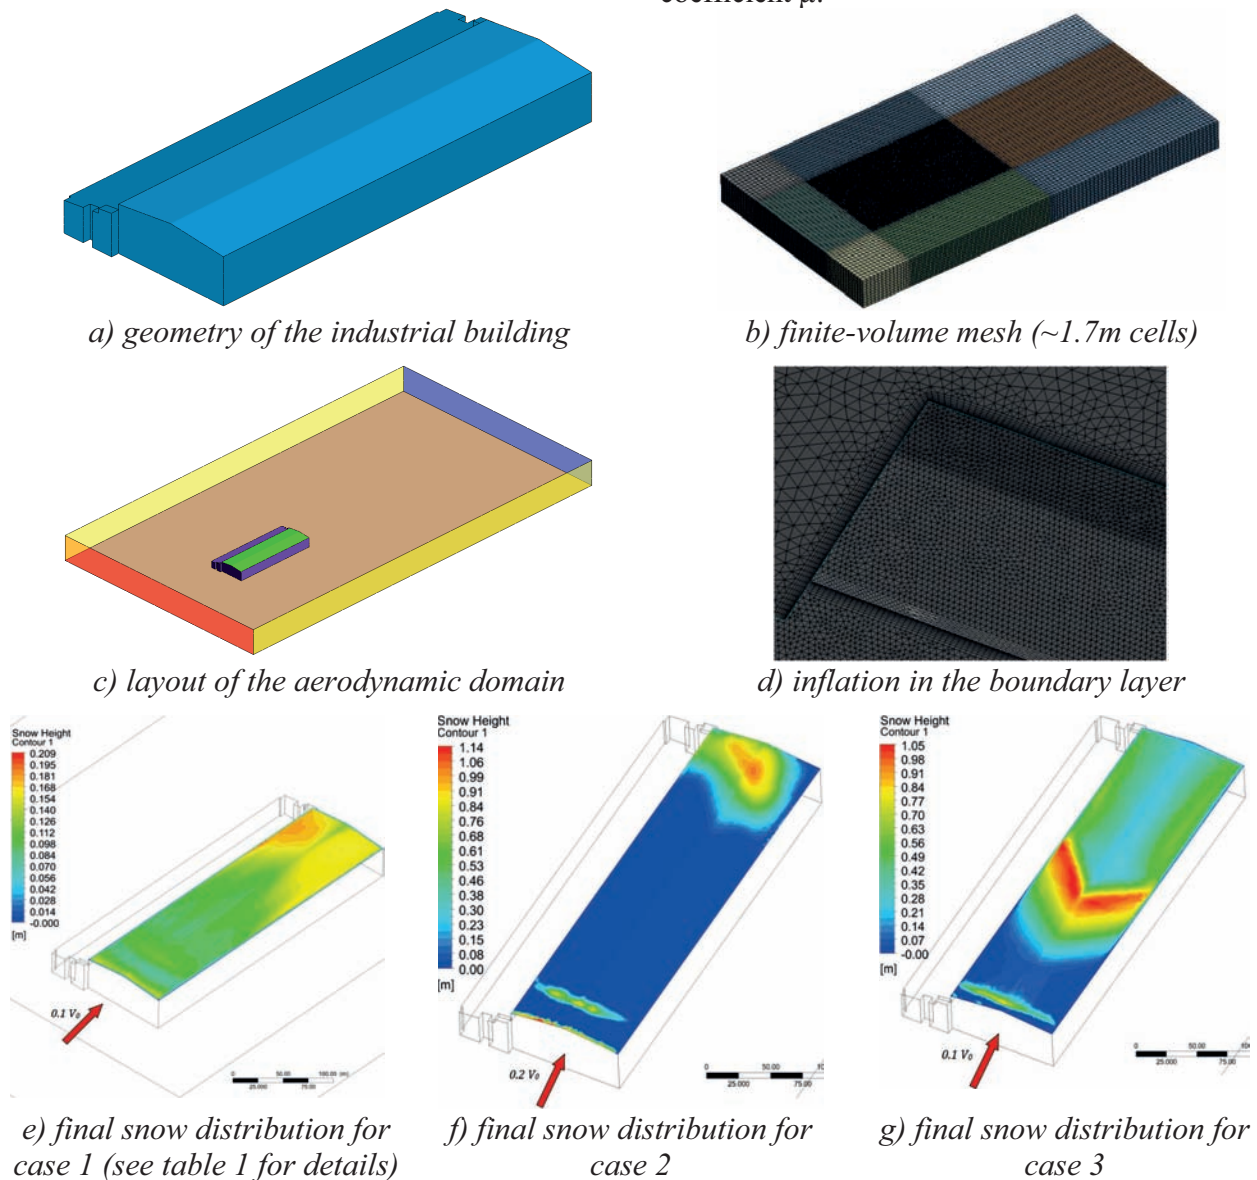 coefficient μ.
a) geometry of the industrial building
b) finite-volume mesh (~1.7m cells)
c) layout of the aerodynamic domain
d) inflation in the boundary layer
Snow Height
Contour 1
0.209
0.195
0.181
0.168
0.154
0.140
0.126
0.112
0.098
0.084
0.070
0.056
0.042
0.028
0.014
-0.000
[m]
0.1 V₀
0
50.00
100.00 (m)
25.000
75.00
e) final snow distribution for
case 1 (see table 1 for details)
Snow Height
Contour 1
1.14
1.06
0.99
0.91
0.84
0.76
0.68
0.61
0.53
0.46
0.38
0.30
0.23
0.15
0.08
0.00
[m]
0.2 V₀
0
50.00
25.000
75.00
f) final snow distribution for
case 2
Snow Height
Contour 1
1.05
0.98
0.91
0.84
0.77
0.70
0.63
0.56
0.49
0.42
0.35
0.28
0.21
0.14
0.07
-0.00
[m]
0.1 V₀
0
50.00
25.000
75.00
g) final snow distribution for
case 3